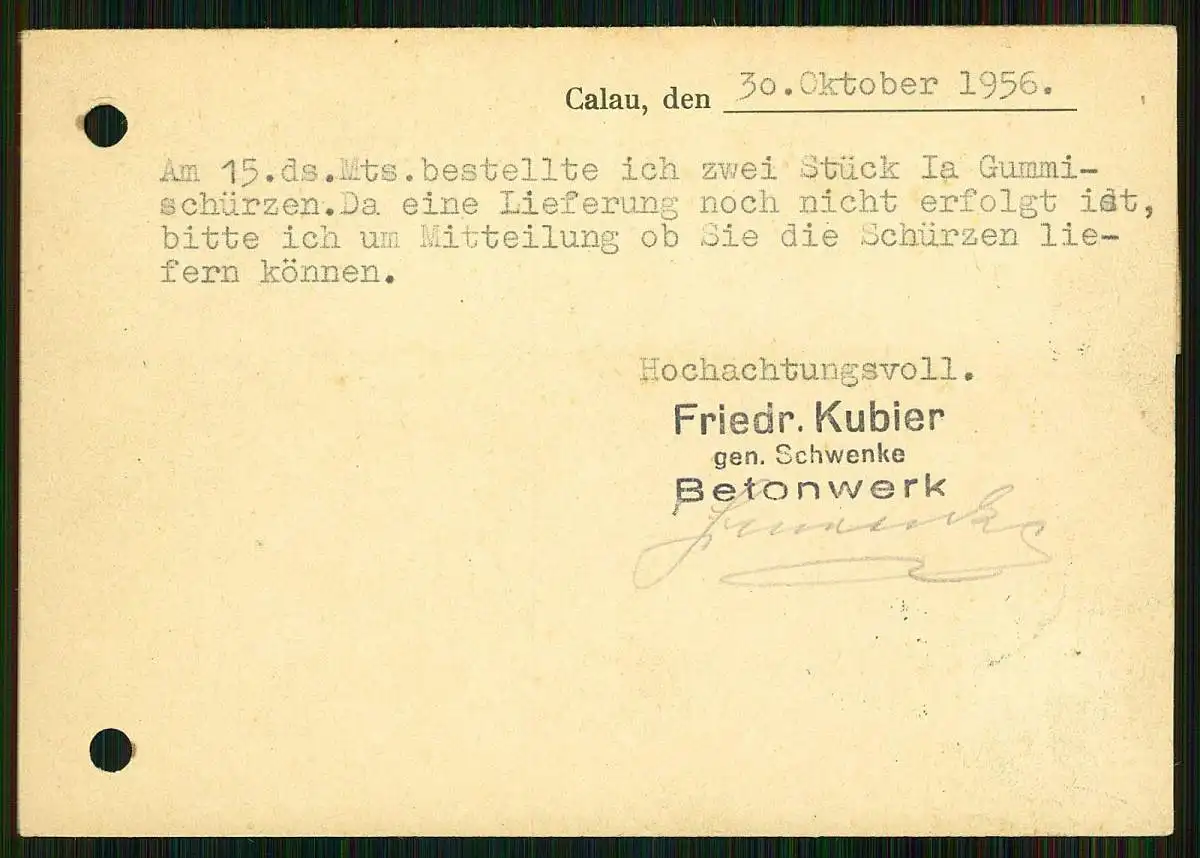 Calau, den 30.Oktober 1956.
Am 15.ds.Mts.bestellte ich zwei Stück Ia Gummi-
schürzen.Da eine Lieferung noch nicht erfolgt ist,
bitte ich um Mitteilung ob Sie die Schürzen lie-
fern können.
Hochachtungsvoll.
Friedr. Kubier
gen. Schwenke
Betonwerk